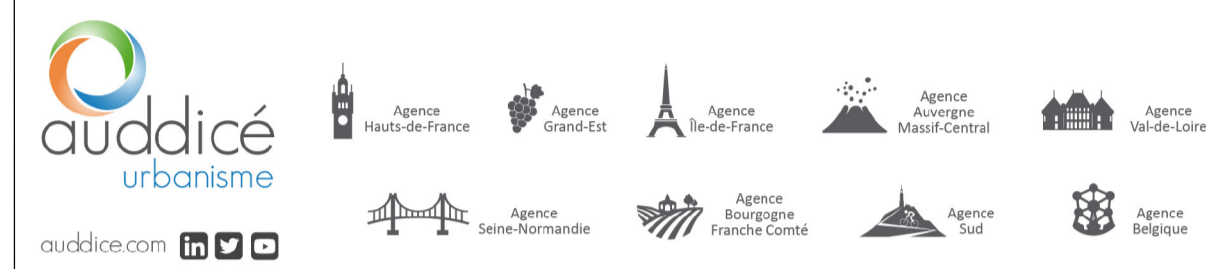 auddicé
urbanisme
auddice.com in
Agence
Hauts-de-France
Agence
Grand-Est
Agence
Île-de-France
Agence
Auvergne
Massif-Central
Agence
Val-de-Loire
Agence
Seine-Normandie
Agence
Bourgogne
Franche Comté
Agence
Sud
Agence
Belgique